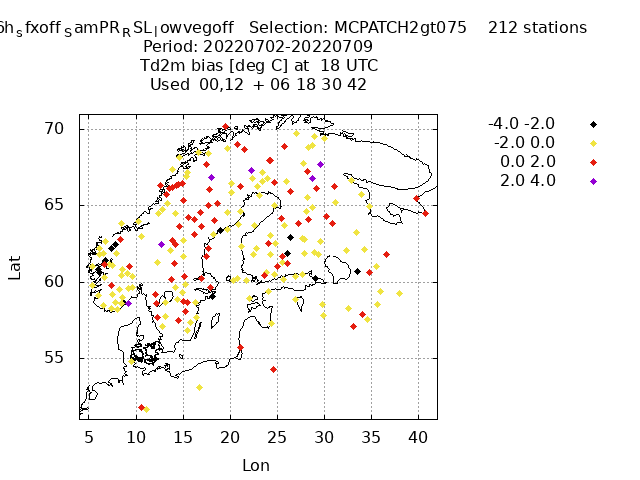 6h_sfxoff_SamPR_RSL_lowvegoff Selection: MCPATCH2gt075 212 stations
Period: 20220702-20220709
Td2m bias [deg C] at 18 UTC
Used 00,12 + 06 18 30 42
-4.0 -2.0
-2.0 0.0
0.0 2.0
2.0 4.0
70
65
60
55
Lat
5 10 15 20 25 30 35 40
Lon